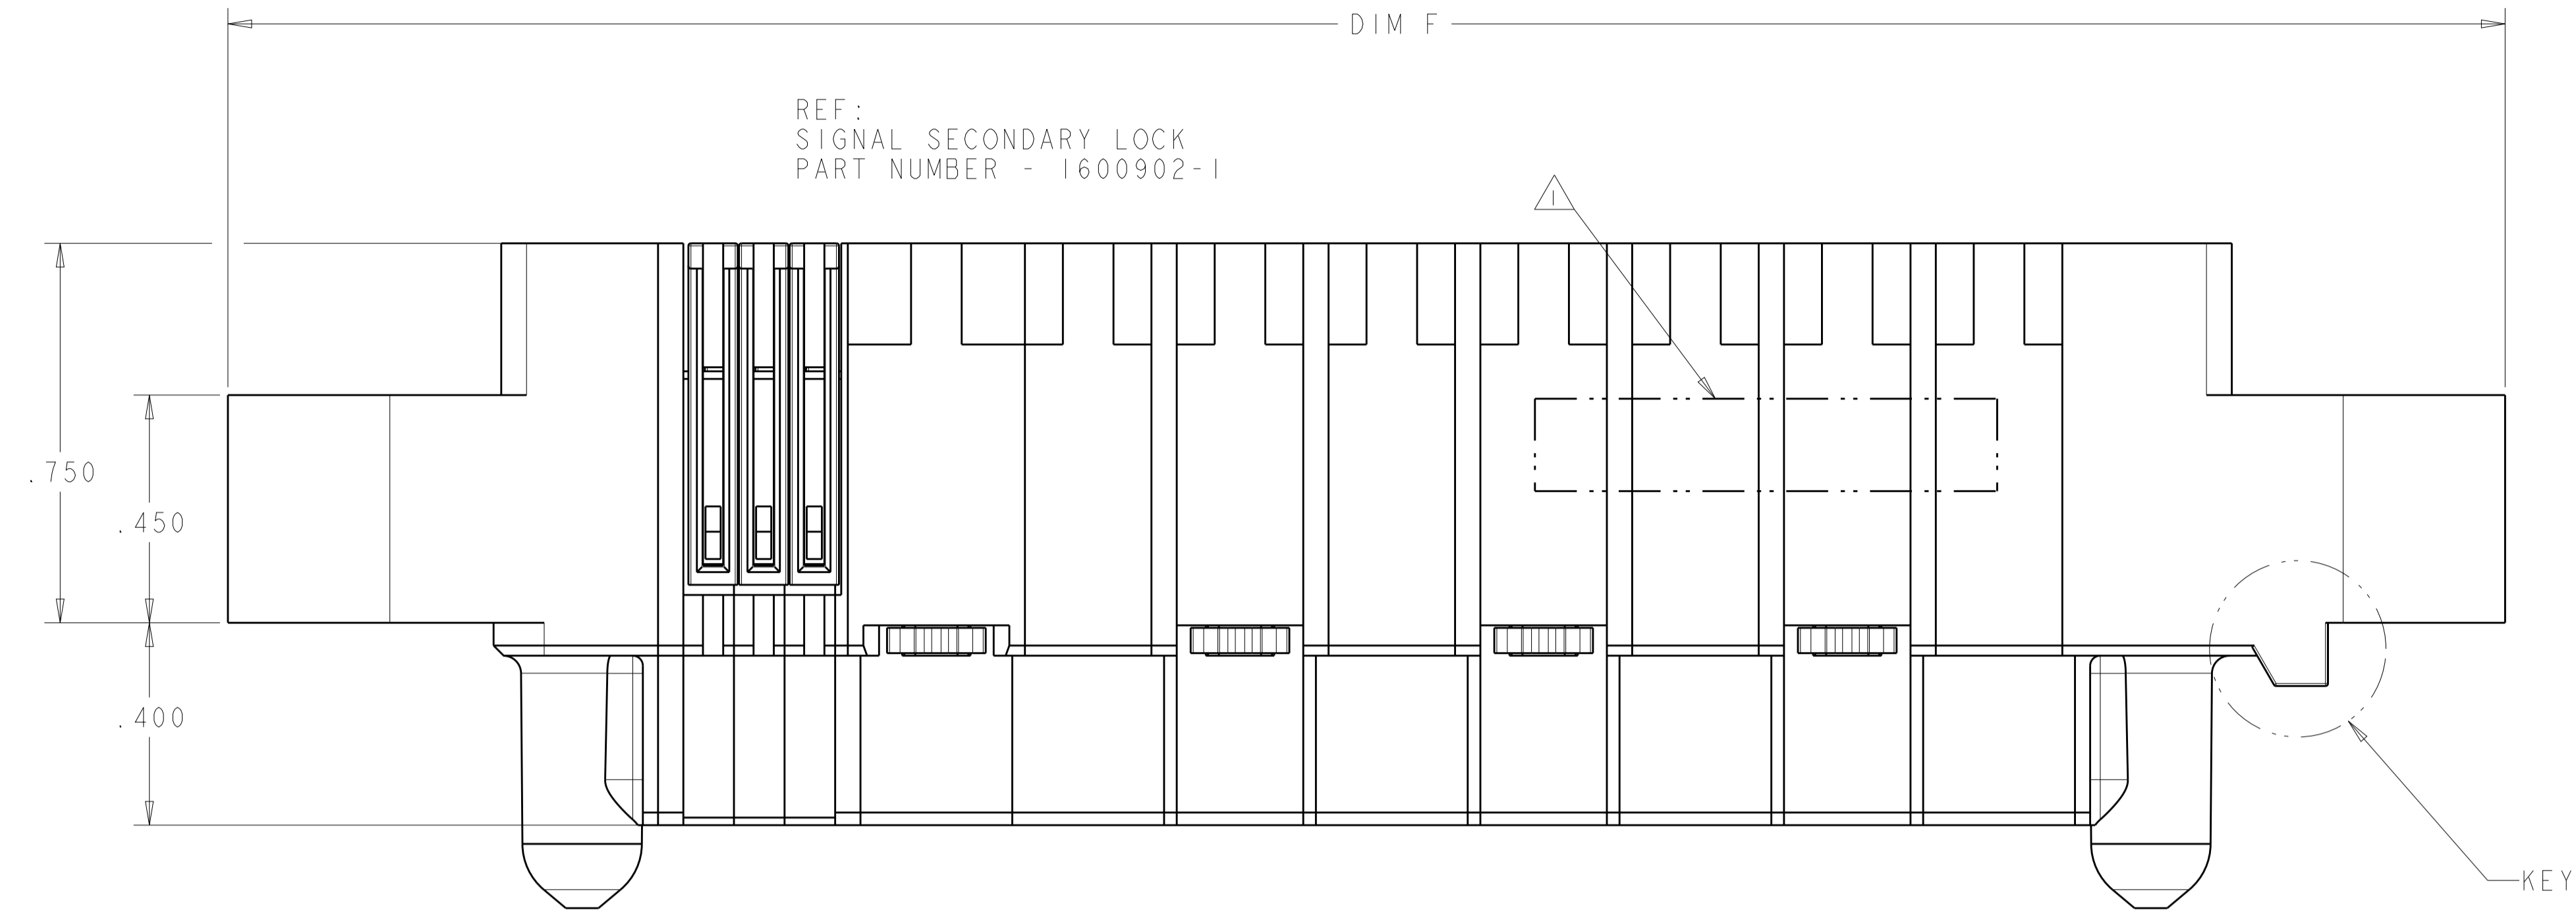 DIM F
REF:
SIGNAL SECONDARY LOCK
PART NUMBER - 1600902-1
1
.750
.450
.400
KEY